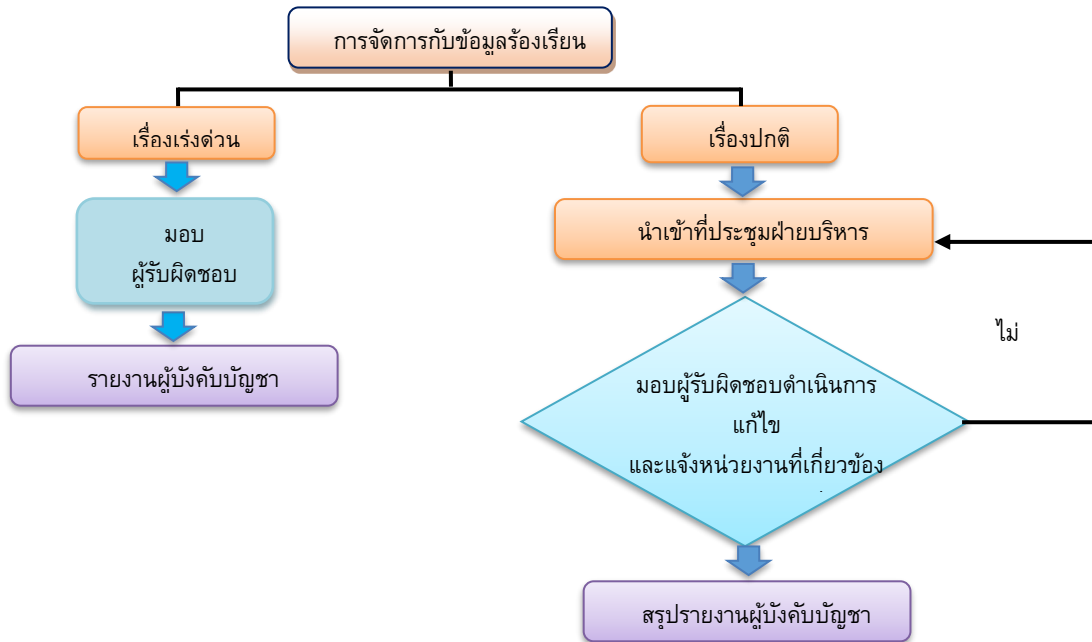 การจัดการกับข้อมูลร้องเรียน
เรื่องเร่งด่วน
มอบ
ผู้รับผิดชอบ
รายงานผู้บังคับบัญชา
เรื่องปกติ
นำเข้าที่ประชุมฝ่ายบริหาร
มอบผู้รับผิดชอบดำเนินการ
แก้ไข
และแจ้งหน่วยงานที่เกี่ยวข้อง
ไม่
สรุปรายงานผู้บังคับบัญชา